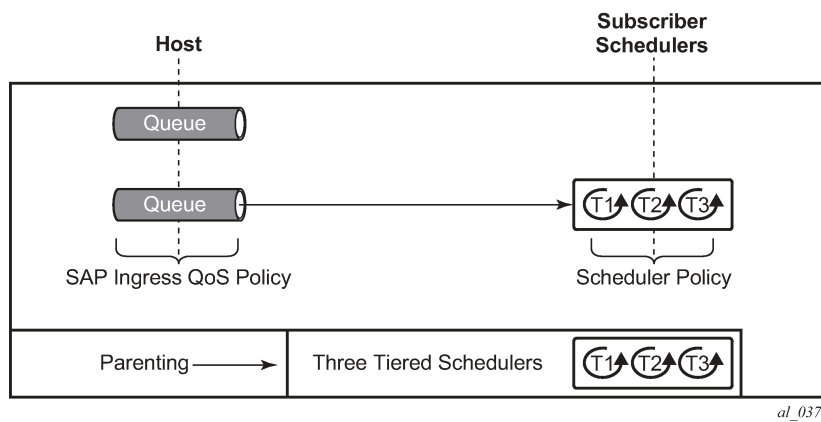 Host
Subscriber
Schedulers
Queue
Queue
T1 T2 T3
SAP Ingress QoS Policy
Scheduler Policy
Parenting
Three Tiered Schedulers
T1 T2 T3
al_037